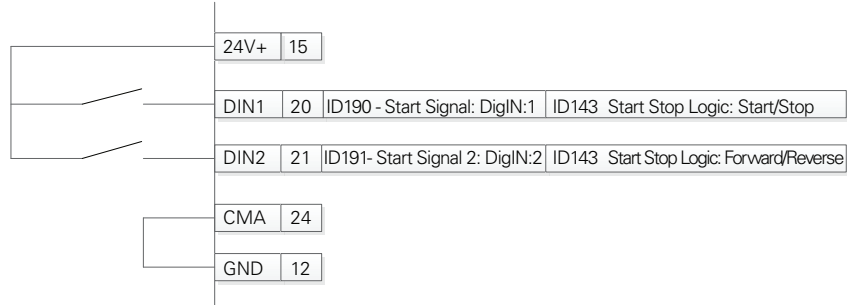 24V+ 15
DIN1 20 ID190 - Start Signal: DigIN:1 ID143 Start Stop Logic: Start/Stop
DIN2 21 ID191- Start Signal 2: DigIN:2 ID143 Start Stop Logic: Forward/Reverse
CMA 24
GND 12